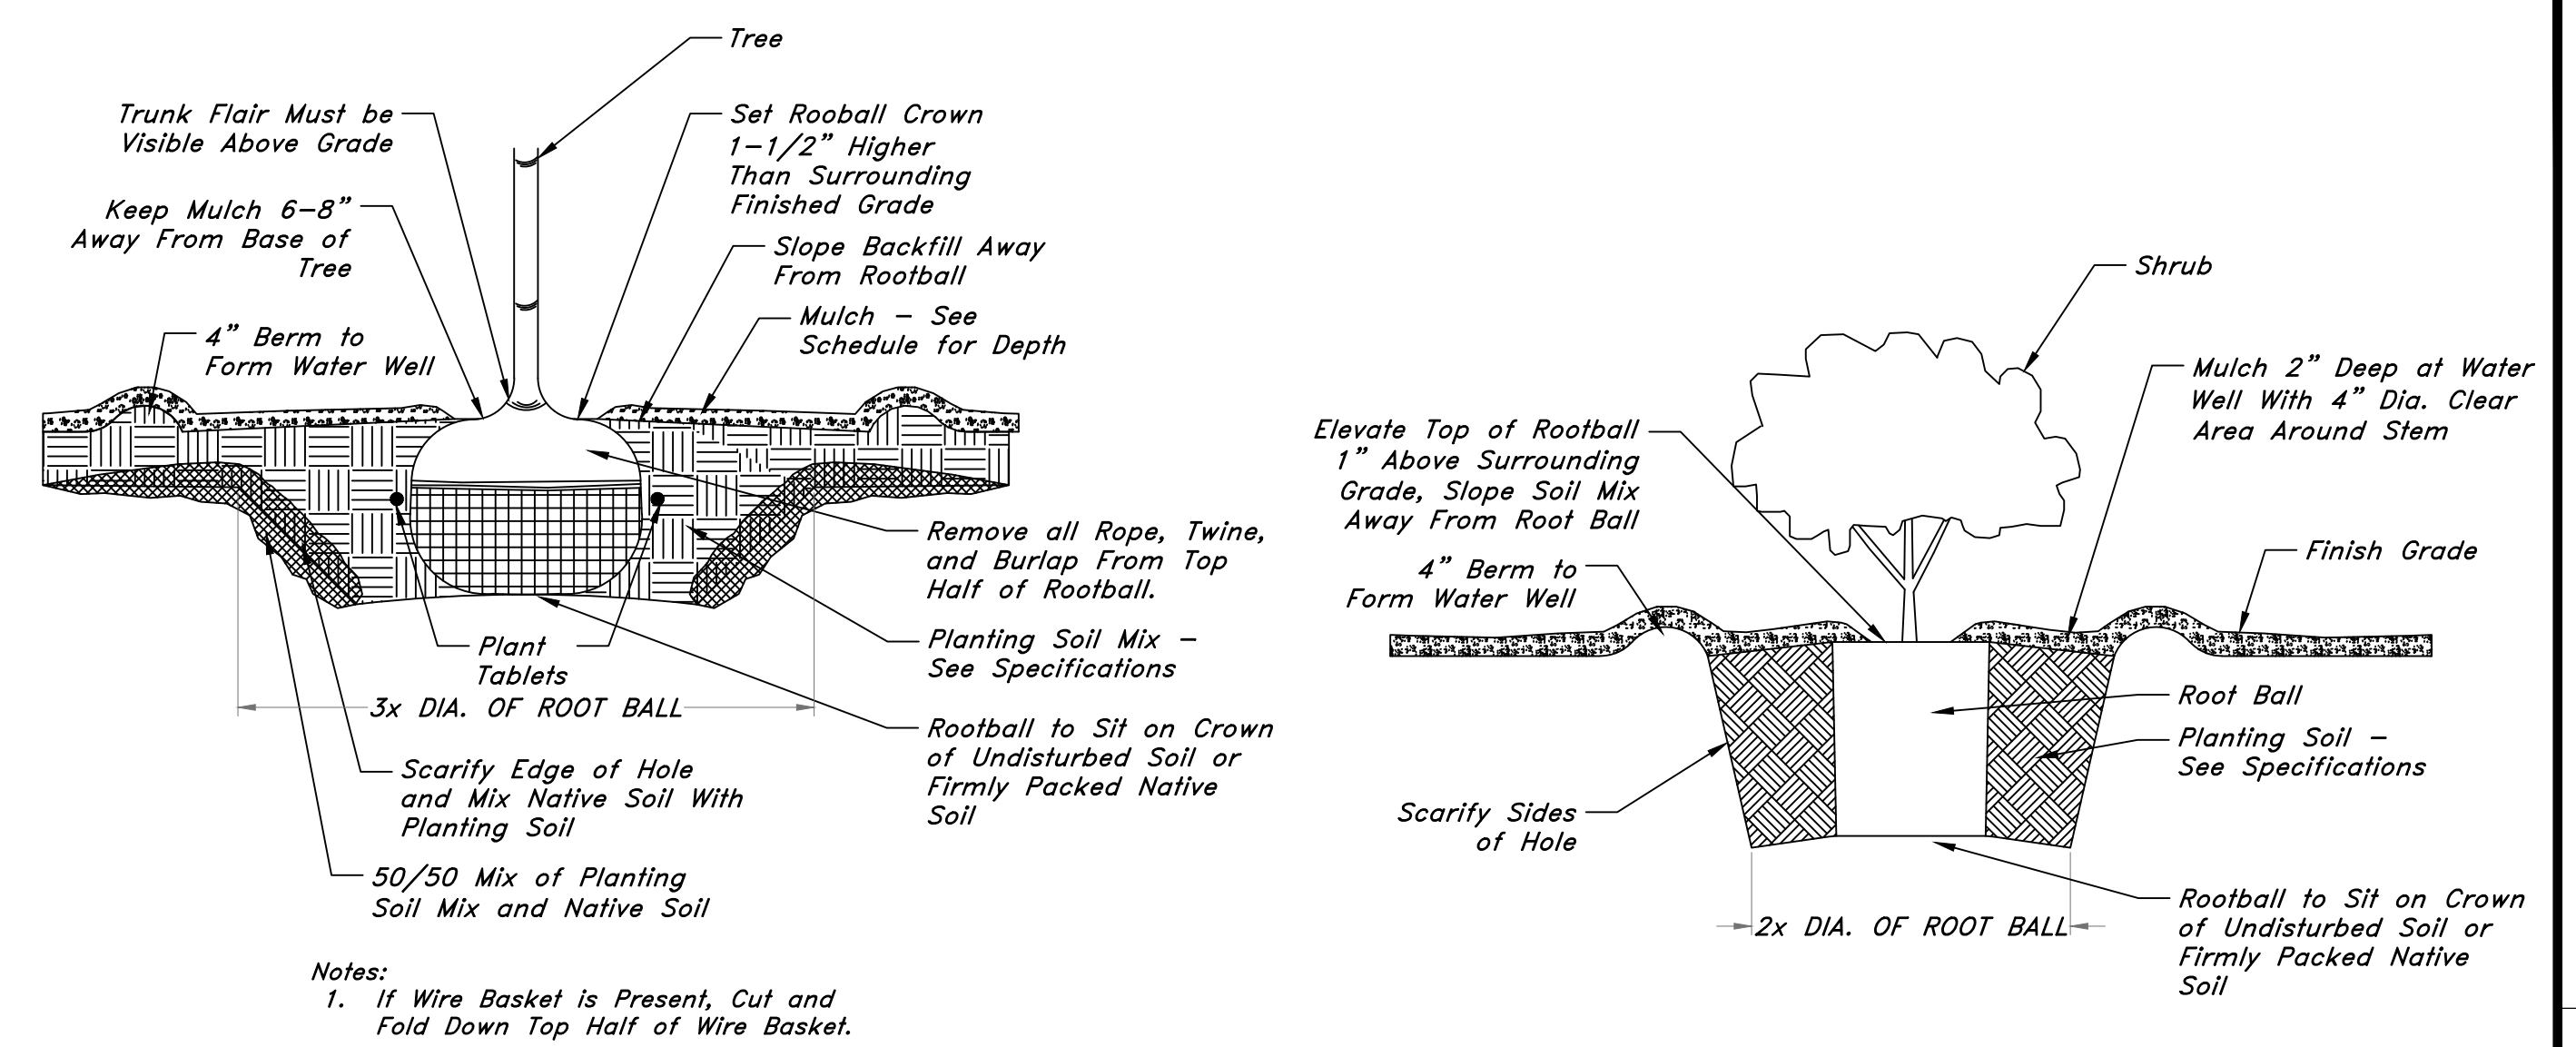 Tree
Trunk Flair Must be
Visible Above Grade
Set Rooball Crown
1-1/2" Higher
Than Surrounding
Finished Grade
Keep Mulch 6-8"
Away From Base of
Tree
Slope Backfill Away
From Rootball
Mulch - See
Schedule for Depth
4" Berm to
Form Water Well
Remove all Rope, Twine,
and Burlap From Top
Half of Rootball.
Planting Soil Mix -
See Specifications
Plant
Tablets
3x DIA. OF ROOT BALL
Rootball to Sit on Crown
of Undisturbed Soil or
Firmly Packed Native
Soil
Scarify Edge of Hole
and Mix Native Soil With
Planting Soil
50/50 Mix of Planting
Soil Mix and Native Soil
Notes:
1. If Wire Basket is Present, Cut and
Fold Down Top Half of Wire Basket.
Shrub
Mulch 2" Deep at Water
Well With 4" Dia. Clear
Area Around Stem
Elevate Top of Rootball
1" Above Surrounding
Grade, Slope Soil Mix
Away From Root Ball
4" Berm to
Form Water Well
Finish Grade
Root Ball
Planting Soil -
See Specifications
Scarify Sides
of Hole
2x DIA. OF ROOT BALL
Rootball to Sit on Crown
of Undisturbed Soil or
Firmly Packed Native
Soil